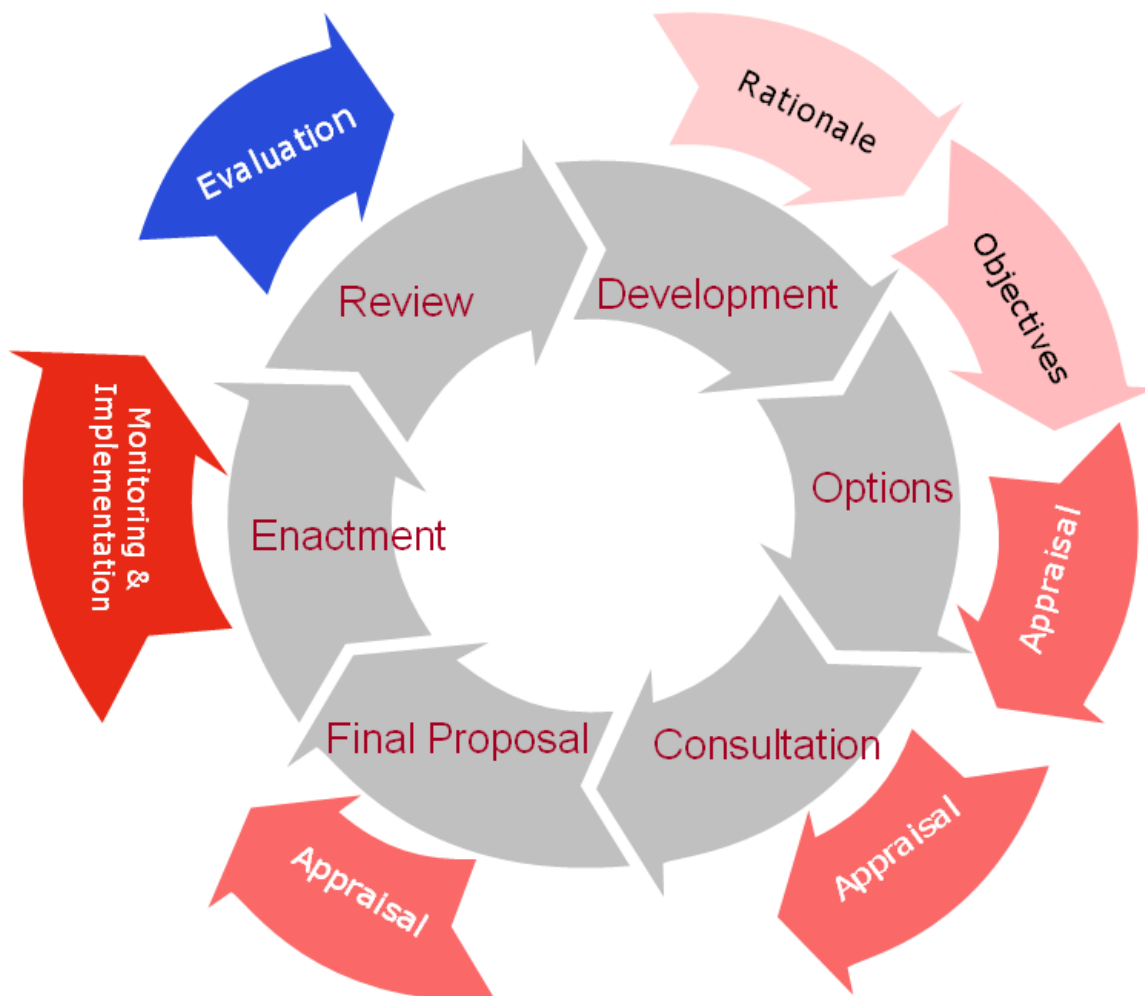 Evaluation
Rationale
Objectives
Review
Development
Monitoring &
Implementation
Options
Enactment
Appraisal
Final Proposal
Consultation
Appraisal
Appraisal